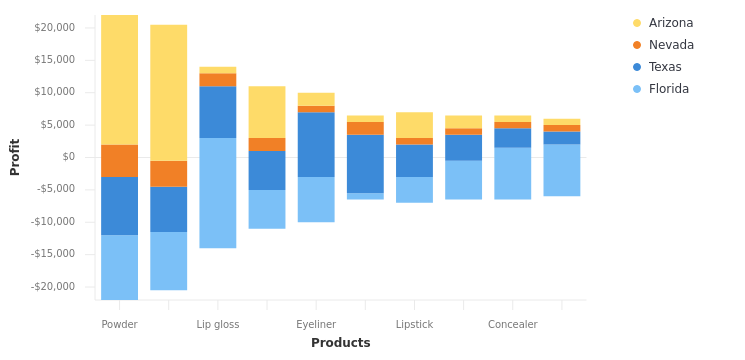 $20,000
$15,000
$10,000
$5,000
$0
-$5,000
-$10,000
-$15,000
-$20,000
Profit
Powder
Lip gloss
Eyeliner
Lipstick
Concealer
Products
Arizona
Nevada
Texas
Florida